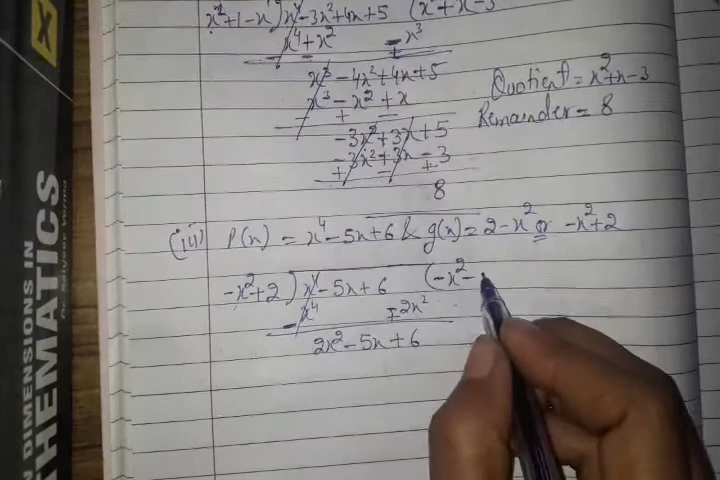 x²+1-x ) x⁴-3x²+4x+5 ( x²+x-3
x⁴+x² -x³
- - +
x³-4x²+4x+5
x³-x²+x
- + -
-3x²+3x+5
-3x²+3x-3
+ - +
8
Quotient = x²+x-3
Remainder = 8
(iii) P(x) = x⁴-5x+6 & g(x) = 2-x² or -x²+2
-x²+2 ) x⁴-5x+6 ( -x²-
x⁴ -2x²
- +
2x²-5x+6
N DIMENSIONS IN
THEMATICS
X